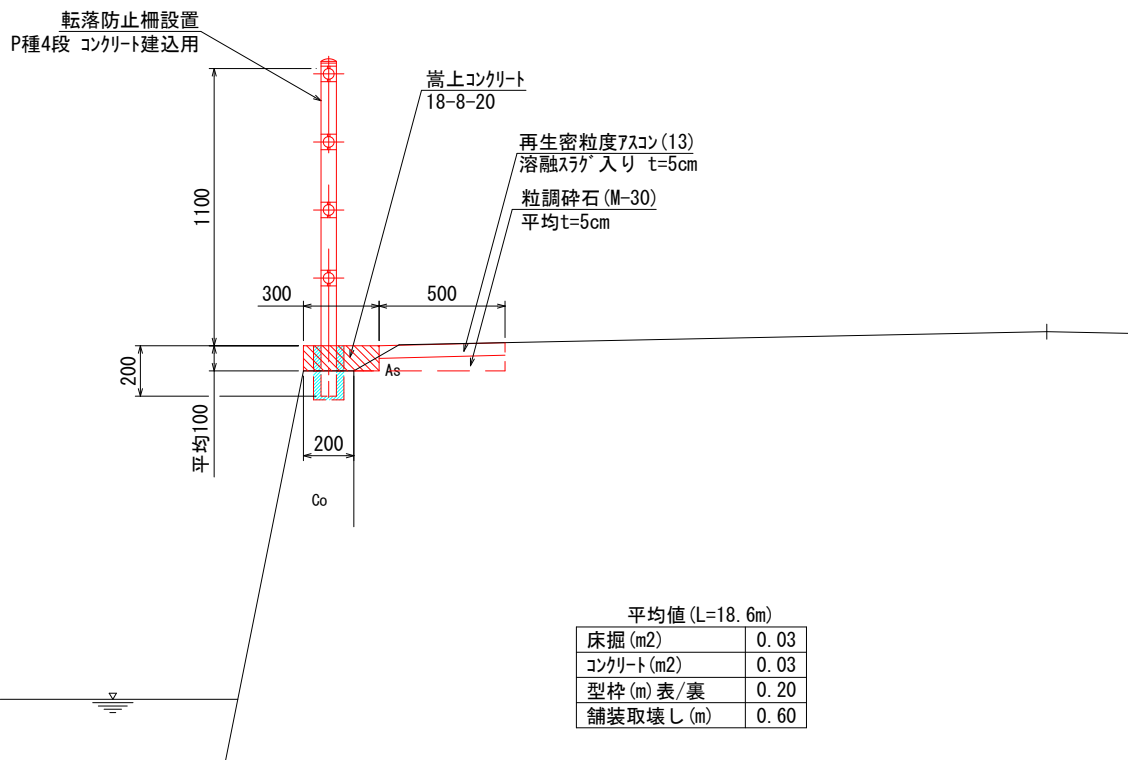 転落防止柵設置
P種4段 コンクリート建込用
嵩上コンクリート
18-8-20
再生密粒度アスコン(13)
溶融スラグ入り t=5cm
粒調砕石(M-30)
平均t=5cm
1100
300
500
200
平均100
As
200
Co
平均値(L=18.6m)
床掘(m2) 0.03
コンクリート(m2) 0.03
型枠(m)表/裏 0.20
舗装取壊し(m) 0.60